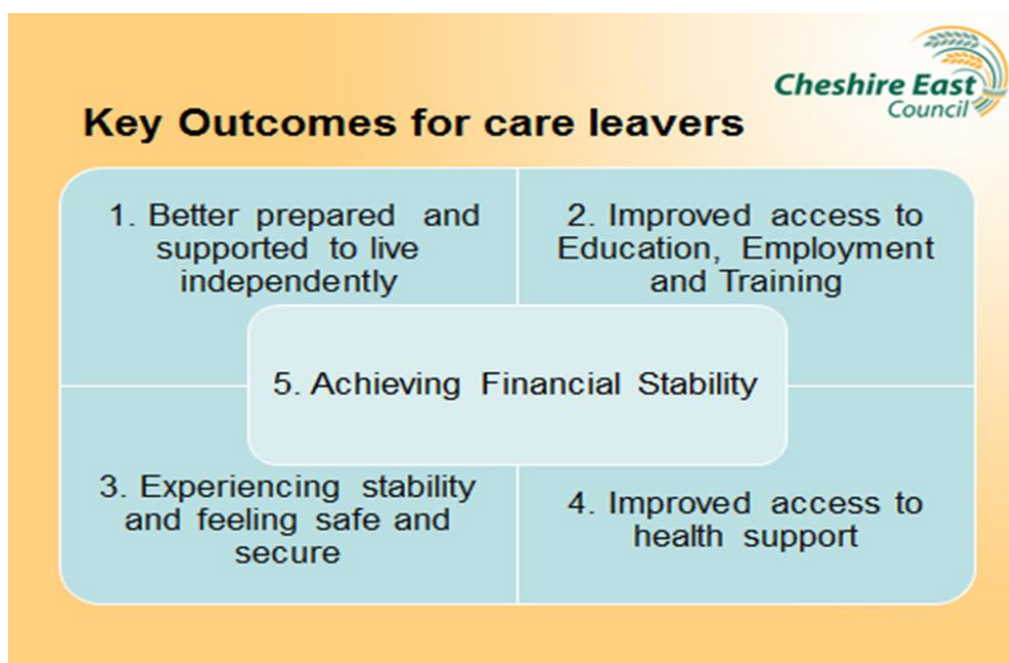 Cheshire East
Council
Key Outcomes for care leavers
1. Better prepared and
supported to live
independently
2. Improved access to
Education, Employment
and Training
5. Achieving Financial Stability
3. Experiencing stability
and feeling safe and
secure
4. Improved access to
health support